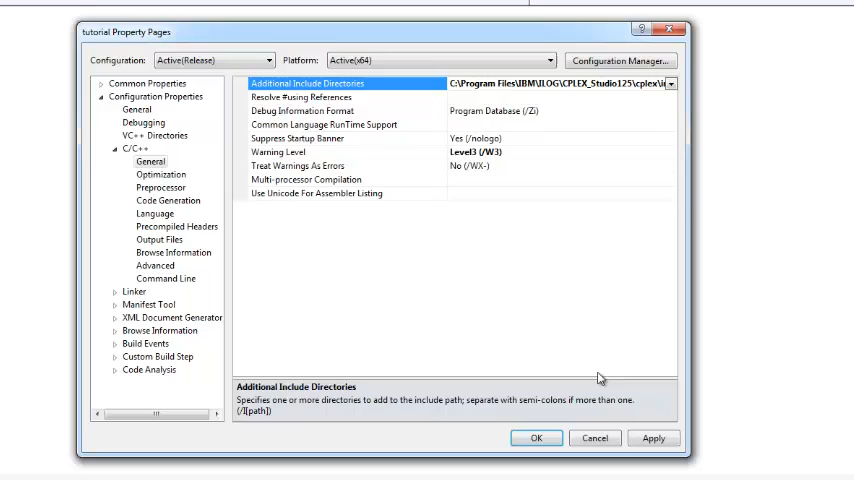 tutorial Property Pages
Configuration: Active(Release) Platform: Active(x64) Configuration Manager...
Common Properties
Configuration Properties
General
Debugging
VC++ Directories
C/C++
General
Optimization
Preprocessor
Code Generation
Language
Precompiled Headers
Output Files
Browse Information
Advanced
Command Line
Linker
Manifest Tool
XML Document Generator
Browse Information
Build Events
Custom Build Step
Code Analysis
Additional Include Directories C:\Program Files\IBM\ILOG\CPLEX_Studio125\cplex\i
Resolve #using References
Debug Information Format Program Database (/Zi)
Common Language RunTime Support
Suppress Startup Banner Yes (/nologo)
Warning Level Level3 (/W3)
Treat Warnings As Errors No (/WX-)
Multi-processor Compilation
Use Unicode For Assembler Listing
Additional Include Directories
Specifies one or more directories to add to the include path; separate with semi-colons if more than one.
(/I[path])
OK Cancel Apply